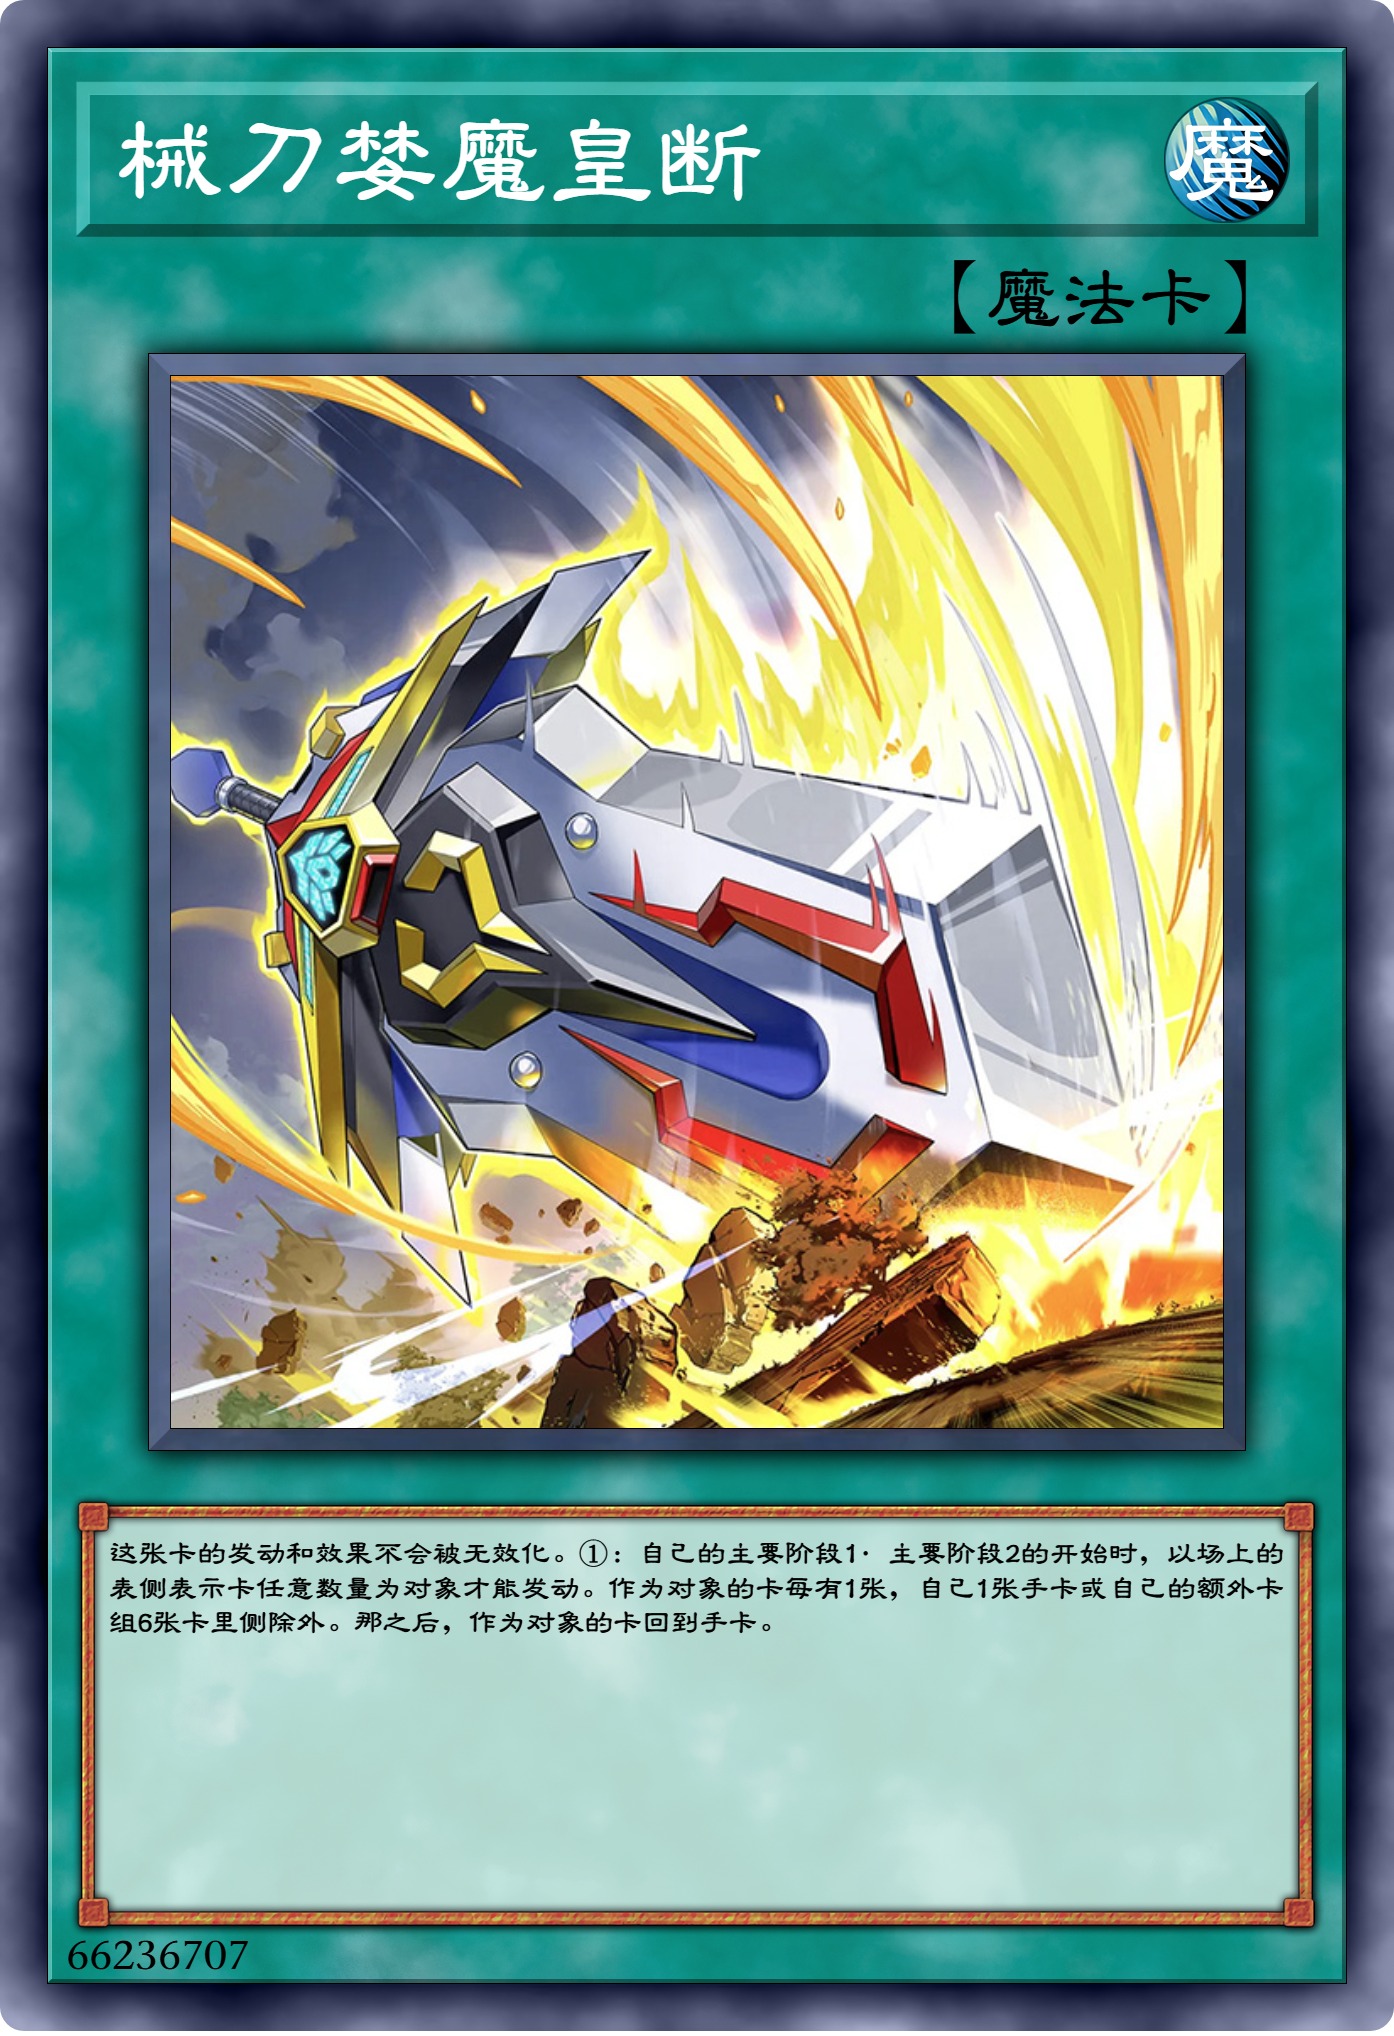 械刀婪魔皇断
魔
【魔法卡】
这张卡的发动和效果不会被无效化。①：自己的主要阶段1·主要阶段2的开始时，以场上的
表侧表示卡任意数量为对象才能发动。作为对象的卡每有1张，自己1张手卡或自己的额外卡
组6张卡里侧除外。那之后，作为对象的卡回到手卡。
66236707